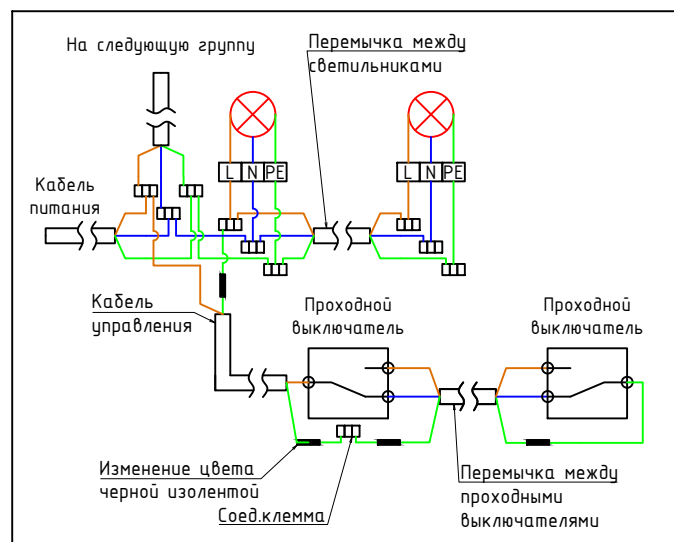 На следующую группу
Перемычка между
светильниками
L N PE
L N PE
Кабель
питания
Кабель
управления
Проходной
выключатель
Проходной
выключатель
Изменение цвета
черной изолентой
Соед.клемма
Перемычка между
проходными
выключателями